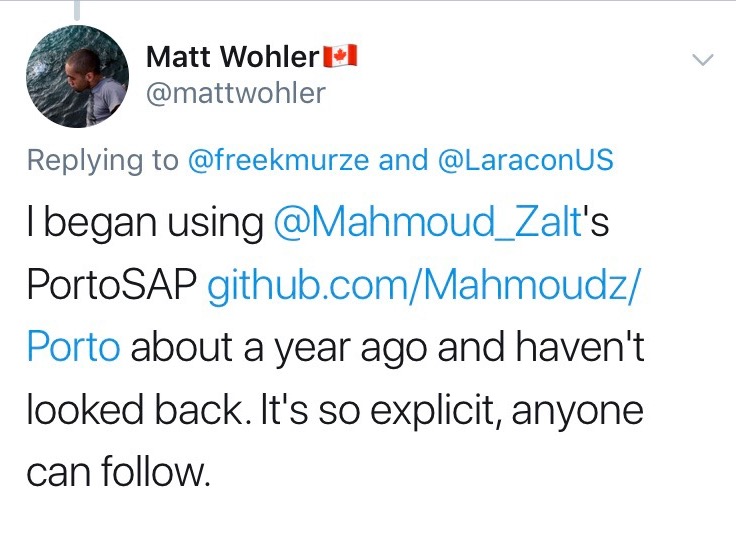 Matt Wohler🇨🇦
@mattwohler
Replying to @freekmurze and @LaraconUS
I began using @Mahmoud_Zalt's
PortoSAP github.com/Mahmoudz/
Porto about a year ago and haven't
looked back. It's so explicit, anyone
can follow.